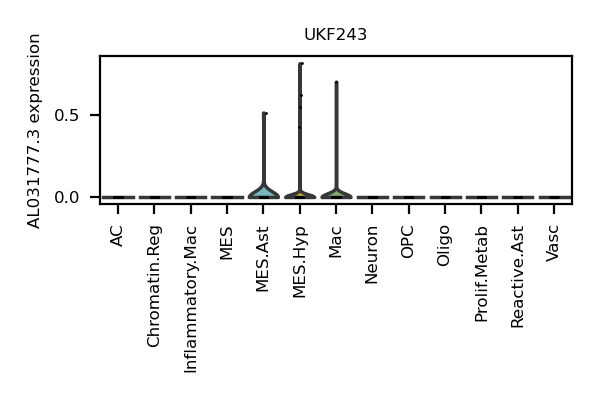 UKF243
AL031777.3 expression
0.5
0.0
AC
Chromatin.Reg
Inflammatory.Mac
MES
MES.Ast
MES.Hyp
Mac
Neuron
OPC
Oligo
Prolif.Metab
Reactive.Ast
Vasc